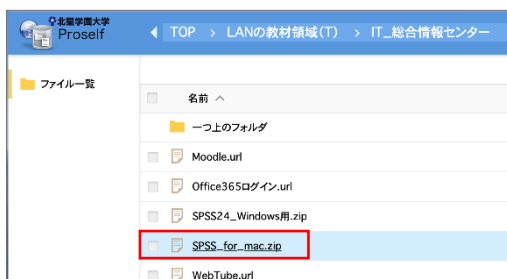 北星学園大学
Proself
TOP > LANの教材領域(T) > IT_総合情報センター
ファイル一覧
名前
一つ上のフォルダ
Moodle.url
Office365ログイン.url
SPSS24_Windows用.zip
SPSS_for_mac.zip
WebTube.url